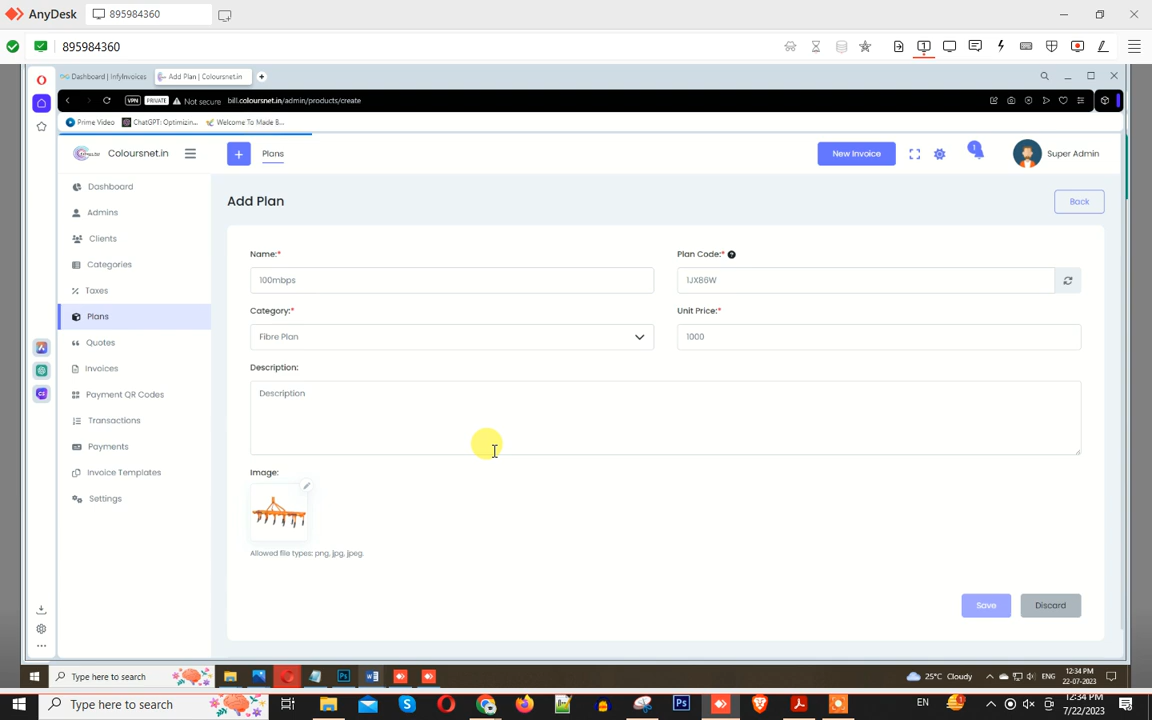 AnyDesk
895984360
895984360
Dashboard | InfyInvoices
Add Plan | Coloursnet.in
VPN PRIVATE Not secure bill.coloursnet.in/admin/products/create
Prime Video ChatGPT: Optimizin... Welcome To Made B...
Coloursnet.in
Plans
New Invoice
1
Super Admin
Dashboard
Admins
Clients
Categories
Taxes
Plans
Quotes
Invoices
Payment QR Codes
Transactions
Payments
Invoice Templates
Settings
Add Plan
Back
Name:*
100mbps
Plan Code:*
1JX86W
Category:*
Fibre Plan
Unit Price:*
1000
Description:
Description
Image:
Allowed file types: png, jpg, jpeg.
Save
Discard
Type here to search
25°C Cloudy
ENG
12:34 PM
22-07-2023
Type here to search
EN
12:34 PM
7/22/2023